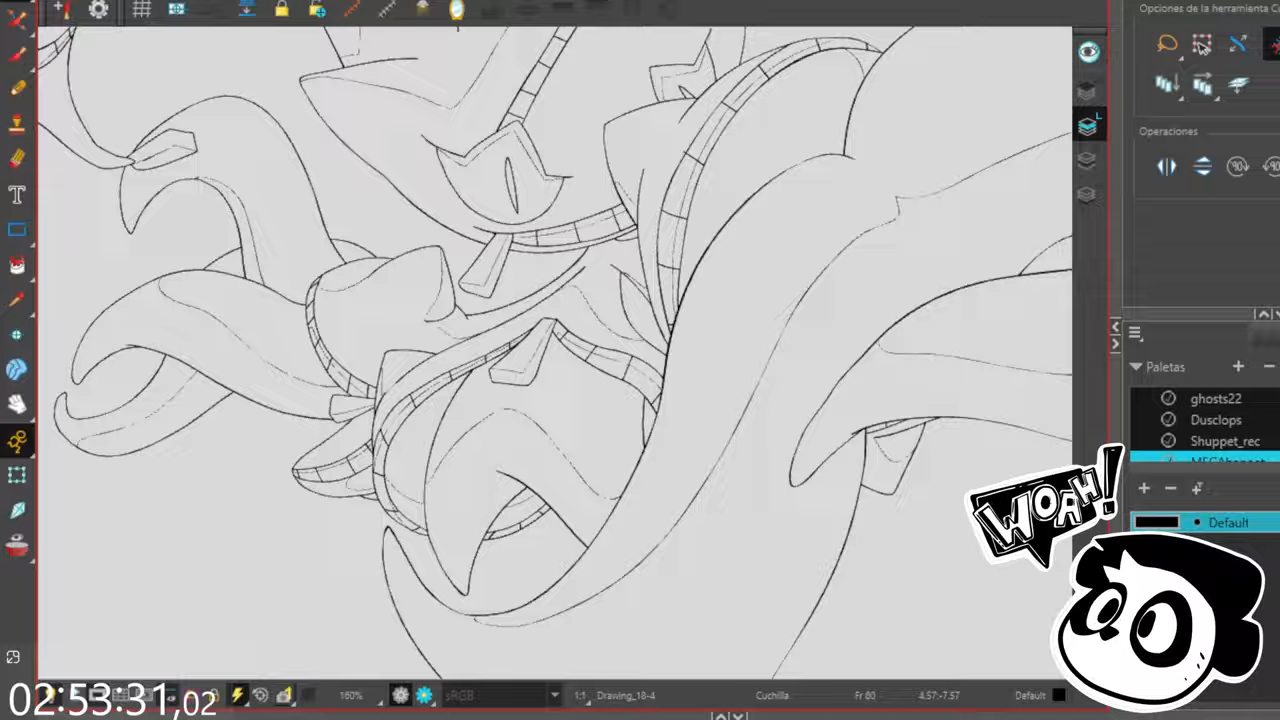 Opciones de la herramienta C
Operaciones
Paletas
ghosts22
Dusclops
Shuppet_rec
Default
WOAH!
02:53:31,02
160%
sRGB
1:1
Drawing_18-4
Cuchilla
Fr 60
4.57:-7.57
Default